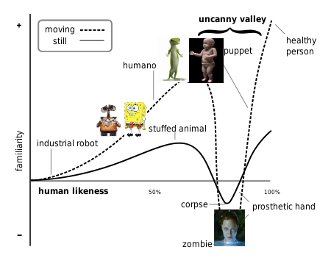 uncanny valley
+
moving
still
healthy
person
puppet
humano
stuffed animal
industrial robot
familiarity
human likeness
50%
100%
corpse
prosthetic hand
–
zombie